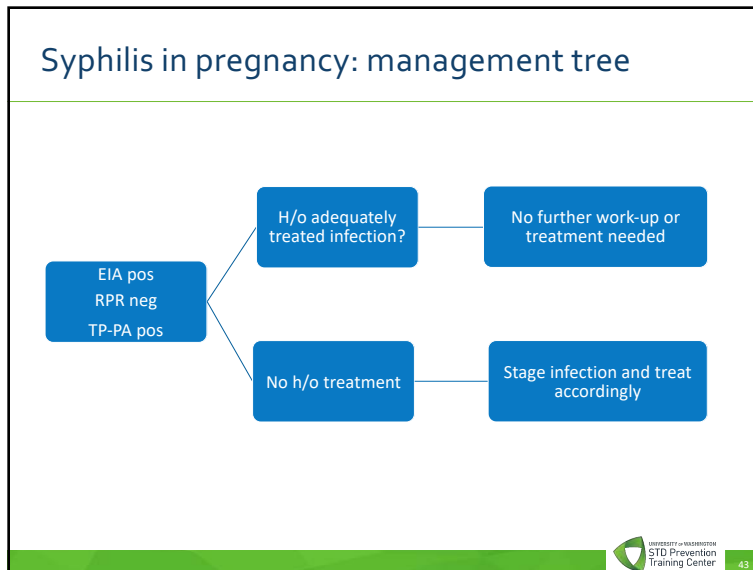 Syphilis in pregnancy: management tree
EIA pos
RPR neg
TP-PA pos
H/o adequately
treated infection?
No further work-up or
treatment needed
No h/o treatment
Stage infection and treat
accordingly
UNIVERSITY of WASHINGTON
STD Prevention
Training Center
43